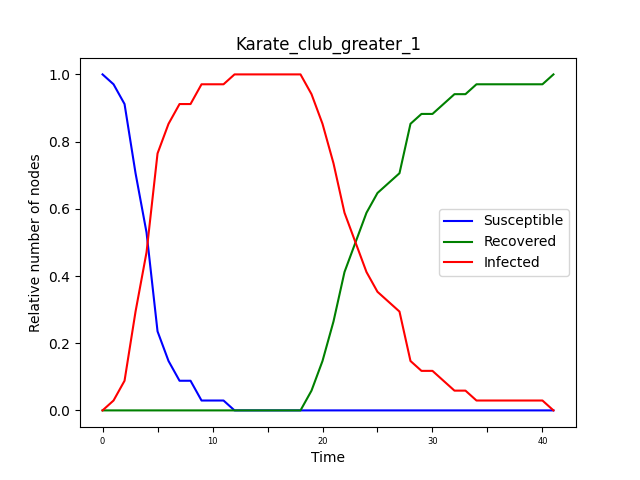 Karate_club_greater_1
Relative number of nodes
1.0
0.8
0.6
0.4
0.2
0.0
Susceptible
Recovered
Infected
0 10 20 30 40
Time